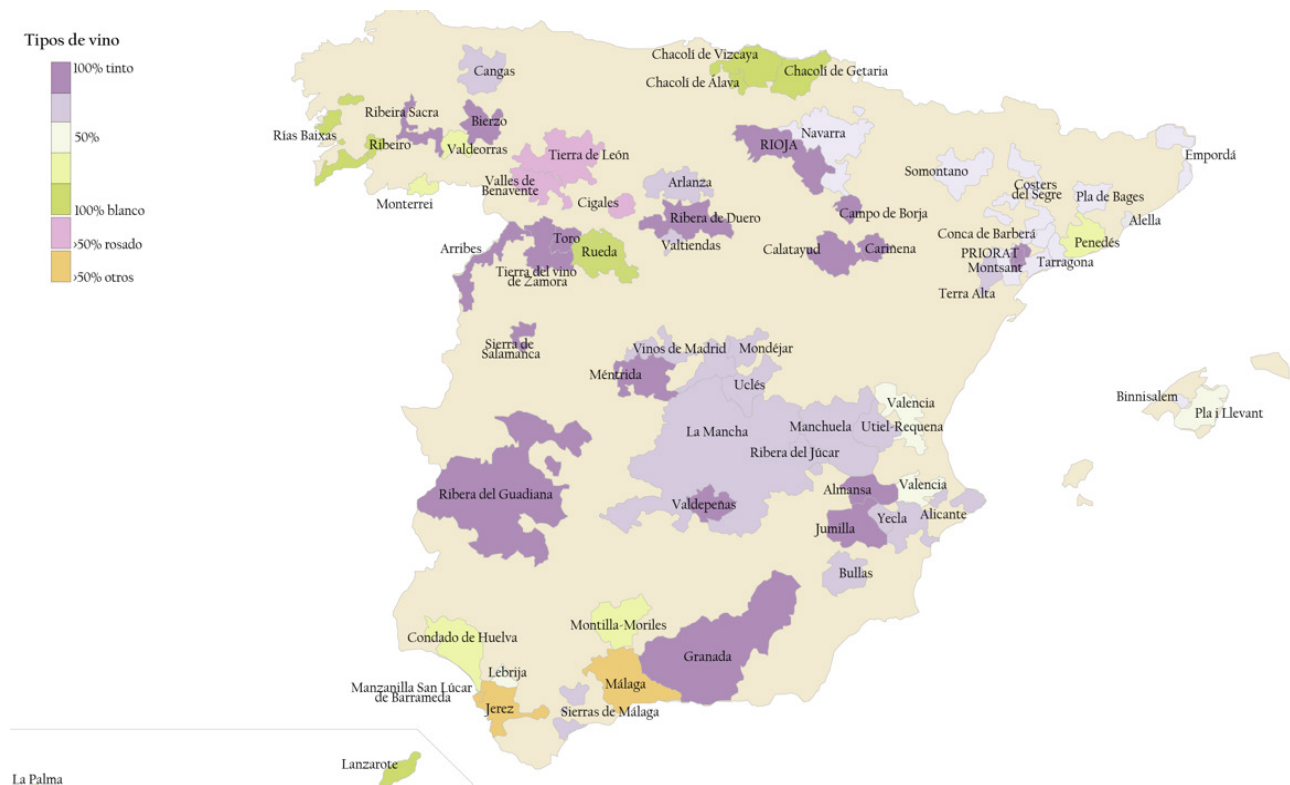 Tipos de vino
100% tinto
50%
100% blanco
>50% rosado
>50% otros
Cangas
Chacolí de Vizcaya
Chacolí de Getaria
Chacolí de Álava
Ribeira Sacra
Bierzo
Rías Baixas
Ribeiro
Valdeorras
Monterrei
Tierra de León
Valles de
Benavente
Cigales
Arlanza
Ribera de Duero
Valtiendas
RIOJA
Navarra
Campo de Borja
Calatayud
Carinena
Somontano
Costers
del Segre
Pla de Bages
Empordá
Alella
Conca de Barberá
Penedés
PRIORAT
Montsant
Tarragona
Terra Alta
Arribes
Toro
Rueda
Tierra del vino
de Zamora
Sierra de
Salamanca
Vinos de Madrid
Mondéjar
Méntrida
Uclés
La Mancha
Manchuela
Valencia
Utiel-Requena
Ribera del Júcar
Binnisalem
Pla i Llevant
Ribera del Guadiana
Valdepeñas
Almansa
Valencia
Jumilla
Yecla
Alicante
Bullas
Condado de Huelva
Montilla-Moriles
Granada
Lebrija
Manzanilla San Lúcar
de Barrameda
Jerez
Málaga
Sierras de Málaga
Lanzarote
La Palma